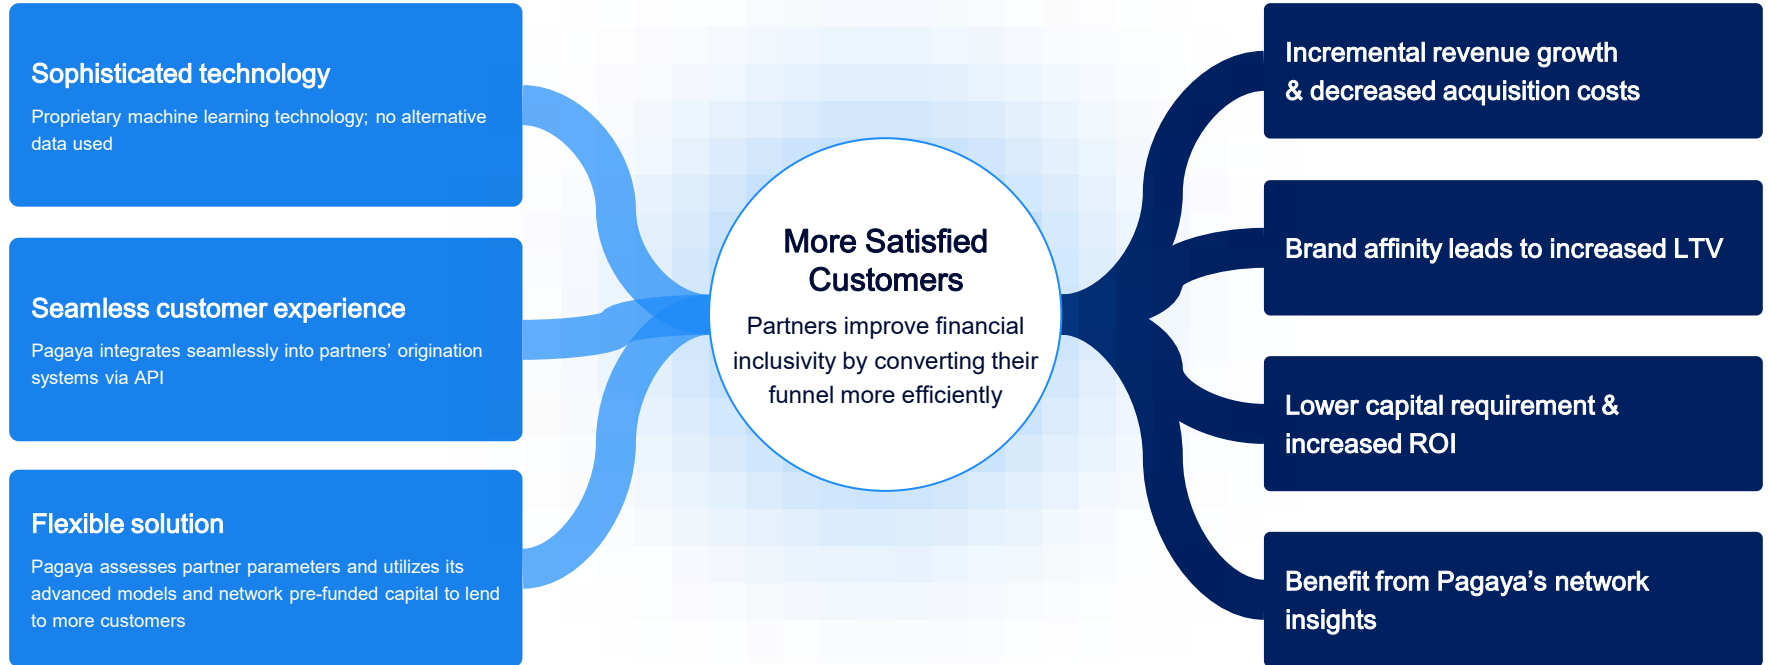 Sophisticated technology
Proprietary machine learning technology; no alternative
data used
Seamless customer experience
Pagaya integrates seamlessly into partners’ origination
systems via API
Flexible solution
Pagaya assesses partner parameters and utilizes its
advanced models and network pre-funded capital to lend
to more customers
More Satisfied
Customers
Partners improve financial
inclusivity by converting their
funnel more efficiently
Incremental revenue growth
& decreased acquisition costs
Brand affinity leads to increased LTV
Lower capital requirement &
increased ROI
Benefit from Pagaya’s network
insights